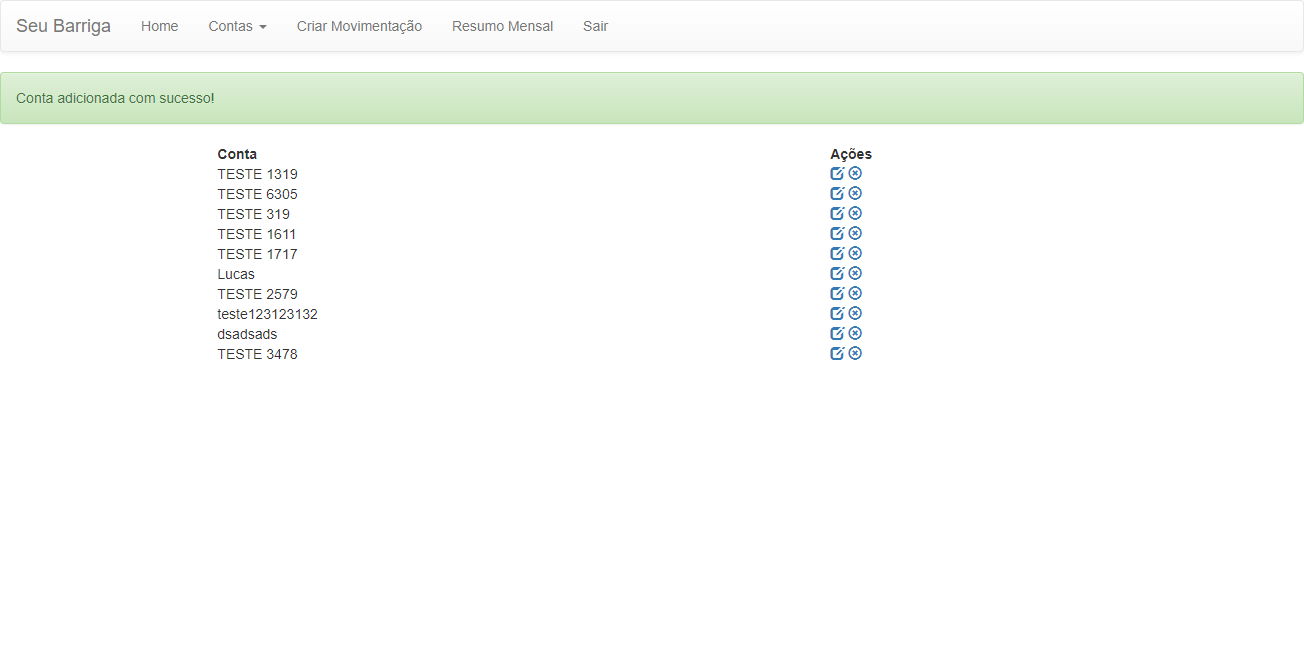 Seu Barriga Home Contas Criar Movimentação Resumo Mensal Sair
Conta adicionada com sucesso!
Conta Ações
TESTE 1319
TESTE 6305
TESTE 319
TESTE 1611
TESTE 1717
Lucas
TESTE 2579
teste123123132
dsadsads
TESTE 3478